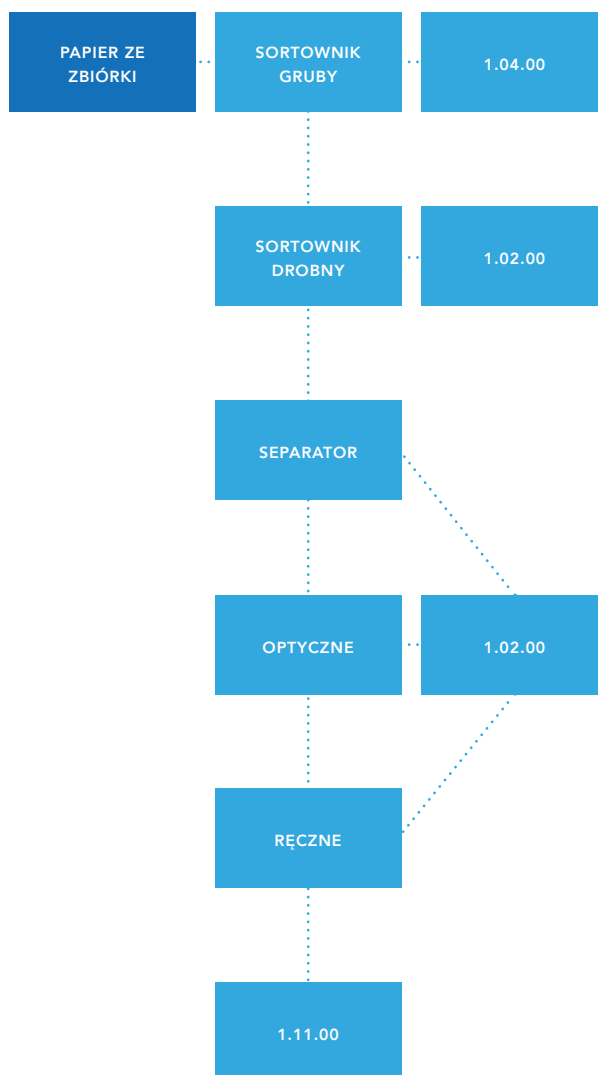 PAPIER ZE
ZBIÓRKI
SORTOWNIK
GRUBY
1.04.00
SORTOWNIK
DROBNY
1.02.00
SEPARATOR
OPTYCZNE
1.02.00
RĘCZNE
1.11.00